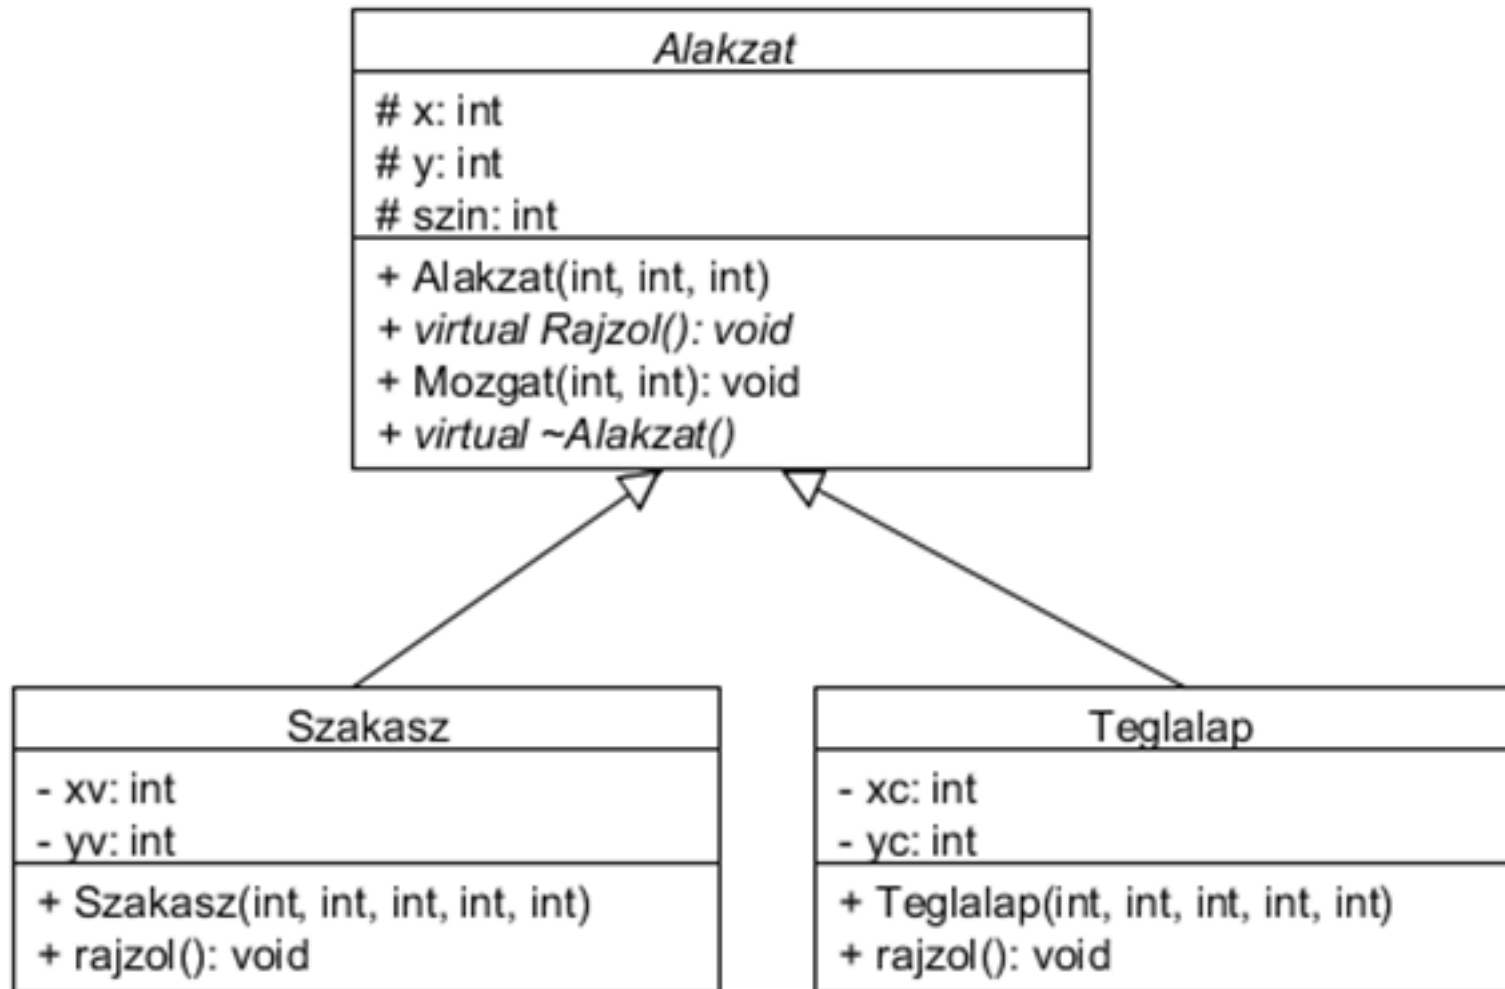 Alakzat
# x: int
# y: int
# szin: int
+ Alakzat(int, int, int)
+ virtual Rajzol(): void
+ Mozgat(int, int): void
+ virtual ~Alakzat()
Szakasz
- xv: int
- yv: int
+ Szakasz(int, int, int, int, int)
+ rajzol(): void
Teglalap
- xc: int
- yc: int
+ Teglalap(int, int, int, int, int)
+ rajzol(): void